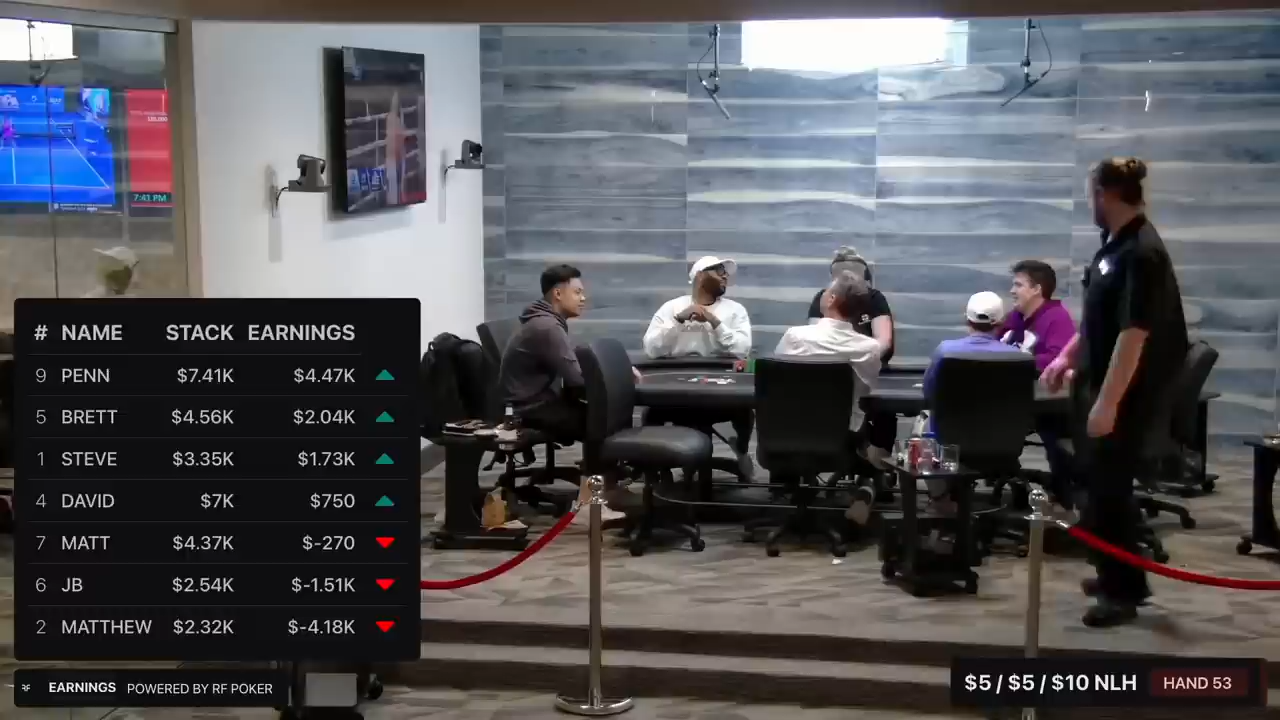 # NAME STACK EARNINGS
9 PENN $7.41K $4.47K
5 BRETT $4.56K $2.04K
1 STEVE $3.35K $1.73K
4 DAVID $7K $750
7 MATT $4.37K $-270
6 JB $2.54K $-1.51K
2 MATTHEW $2.32K $-4.18K
EARNINGS POWERED BY RF POKER
$5 / $5 / $10 NLH HAND 53
7:41 PM